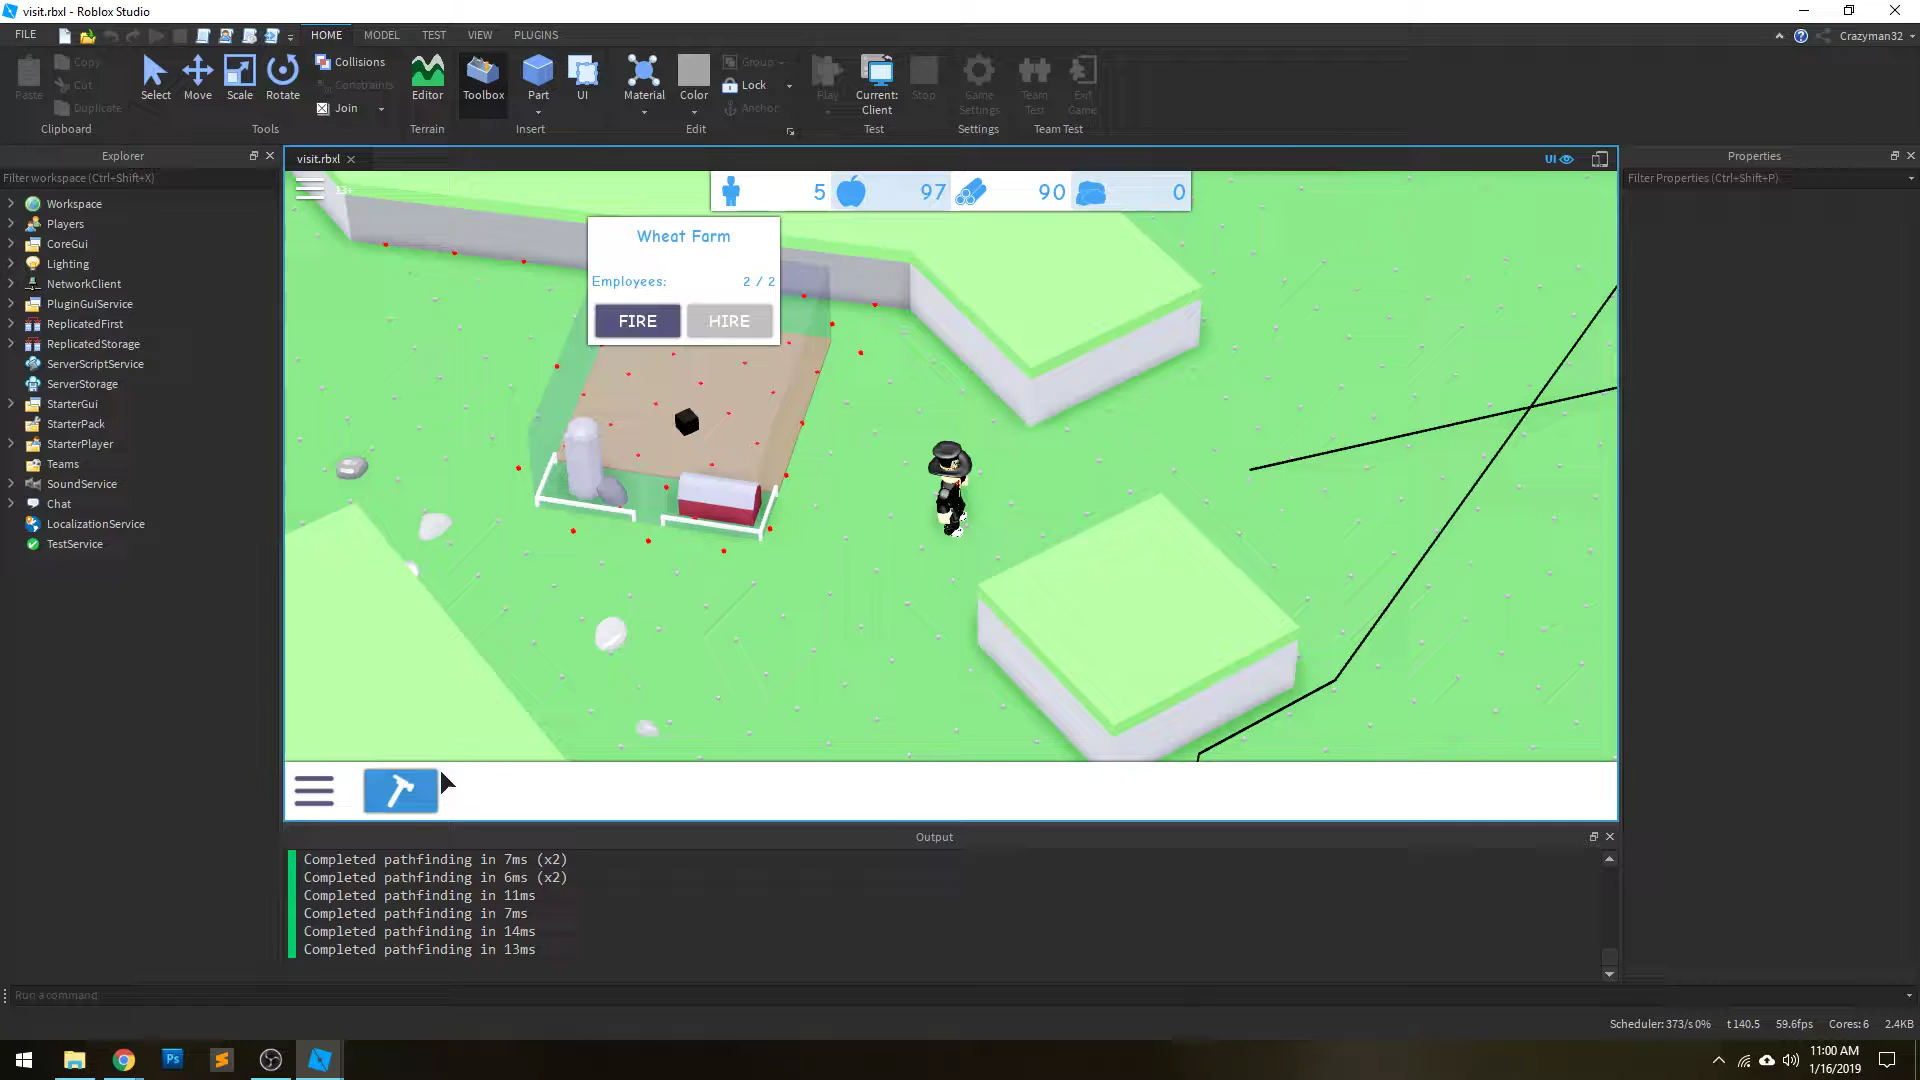 visit.rbxl - Roblox Studio
FILE
HOME
MODEL
TEST
VIEW
PLUGINS
Crazyman32
Paste
Copy
Cut
Duplicate
Clipboard
Select
Move
Scale
Rotate
Collisions
Constraints
Join
Tools
Editor
Terrain
Toolbox
Part
UI
Insert
Material
Color
Group
Lock
Anchor
Edit
Play
Current:
Client
Stop
Test
Game
Settings
Settings
Team
Test
Exit
Game
Team Test
Explorer
Filter workspace (Ctrl+Shift+X)
Workspace
Players
CoreGui
Lighting
NetworkClient
PluginGuiService
ReplicatedFirst
ReplicatedStorage
ServerScriptService
ServerStorage
StarterGui
StarterPack
StarterPlayer
Teams
SoundService
Chat
LocalizationService
TestService
visit.rbxl
UI
13+
5
97
90
0
Wheat Farm
Employees: 2 / 2
FIRE
HIRE
Properties
Filter Properties (Ctrl+Shift+P)
Output
Completed pathfinding in 7ms (x2)
Completed pathfinding in 6ms (x2)
Completed pathfinding in 11ms
Completed pathfinding in 7ms
Completed pathfinding in 14ms
Completed pathfinding in 13ms
Run a command
Scheduler: 373/s 0% t 140.5 59.6fps Cores: 6 2.4KB
Ps
11:00 AM
1/16/2019